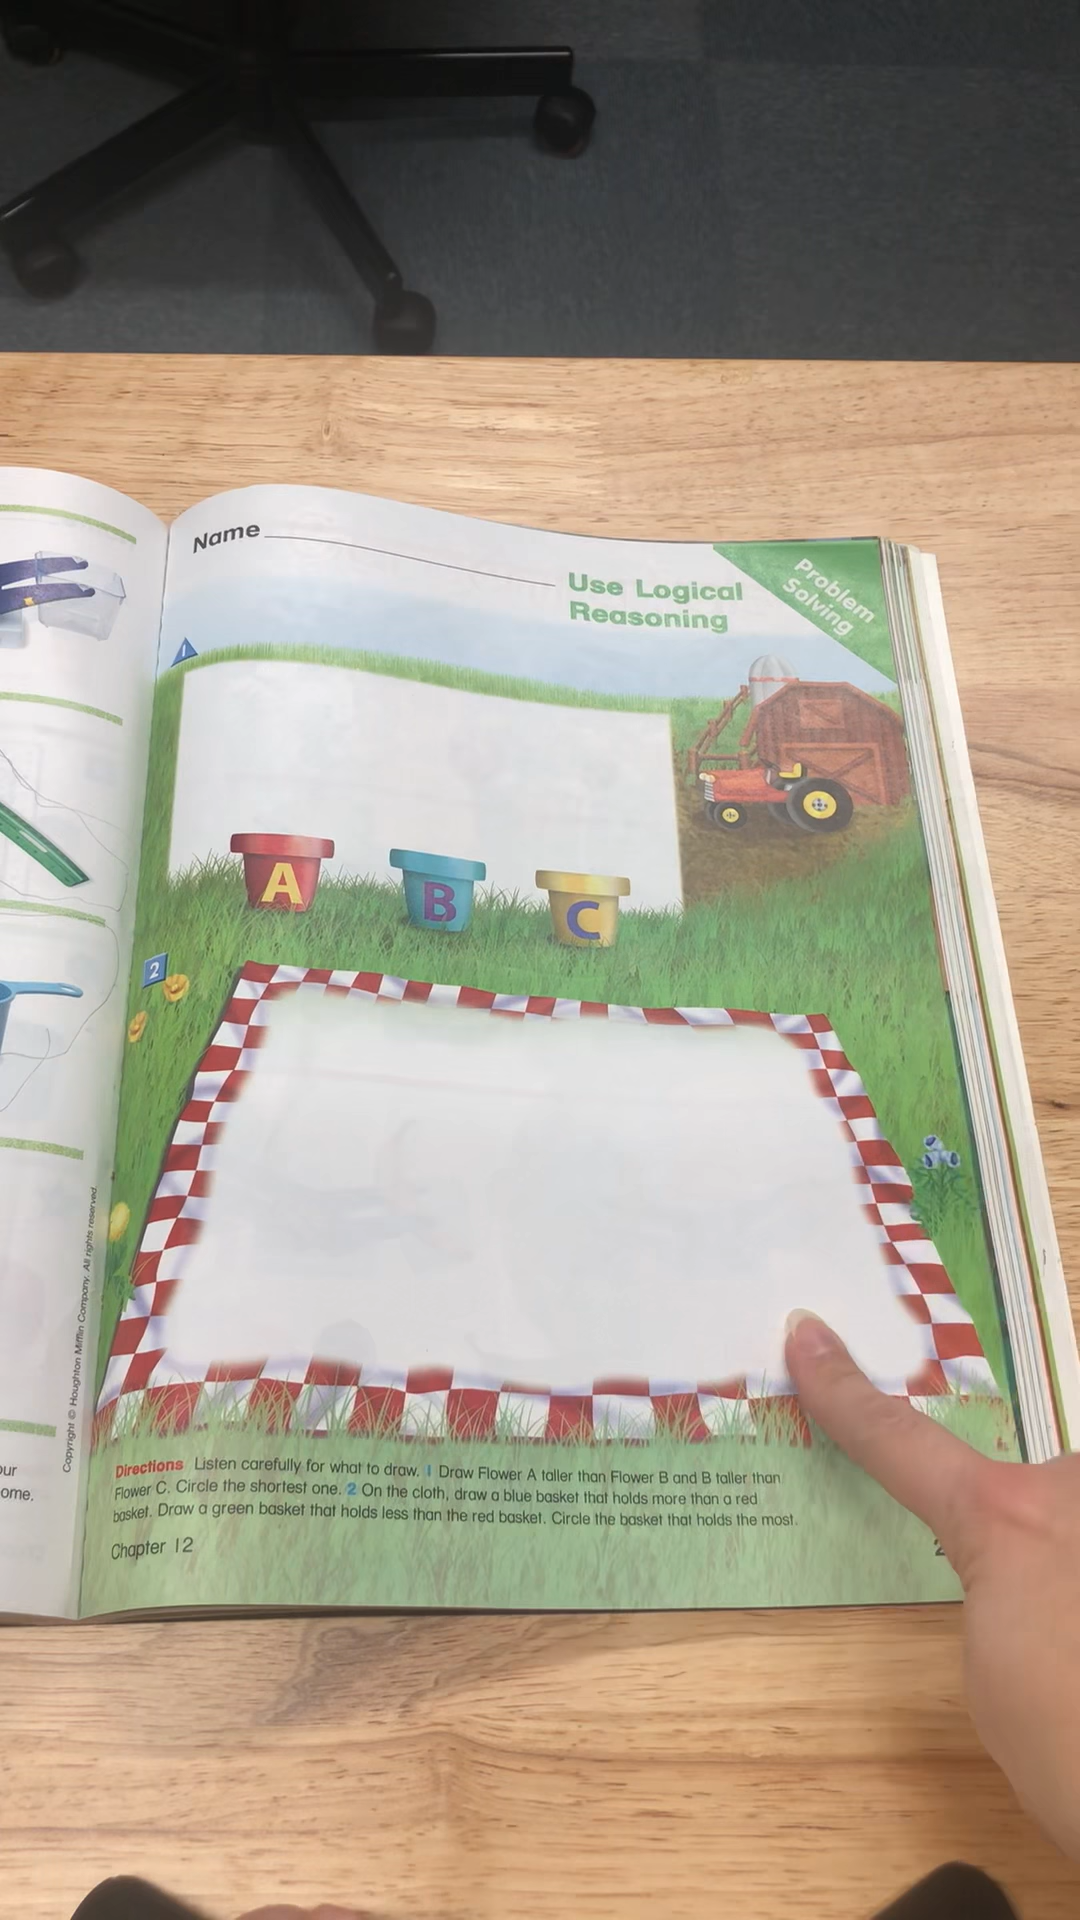 Name
Use Logical
Reasoning
Problem
Solving
1
A
B
C
2
Copyright © Houghton Mifflin Company. All rights reserved.
ome.
Directions Listen carefully for what to draw. 1 Draw Flower A taller than Flower B and B taller than
Flower C. Circle the shortest one. 2 On the cloth, draw a blue basket that holds more than a red
basket. Draw a green basket that holds less than the red basket. Circle the basket that holds the most.
Chapter 12